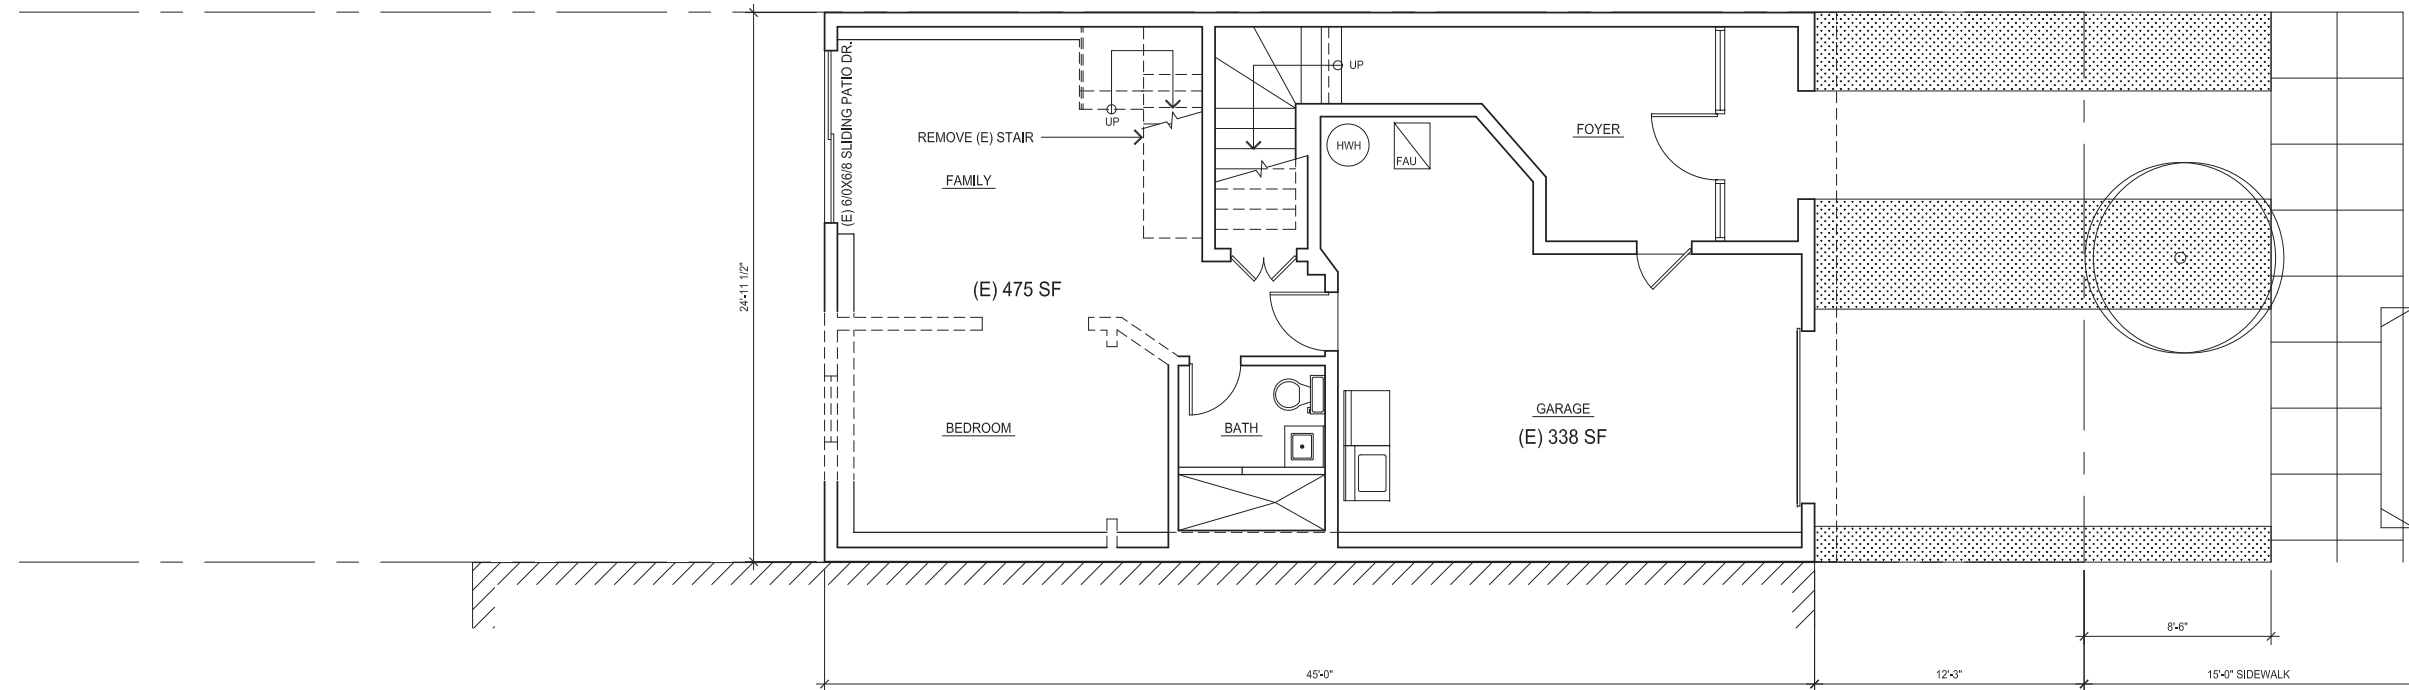 (E) 6/0X6/8 SLIDING PATIO DR.
UP
UP
REMOVE (E) STAIR
FAMILY
HWH
FAU
FOYER
24'-11 1/2"
(E) 475 SF
BEDROOM
BATH
GARAGE
(E) 338 SF
8'-6"
45'-0"
12'-3"
15'-0" SIDEWALK